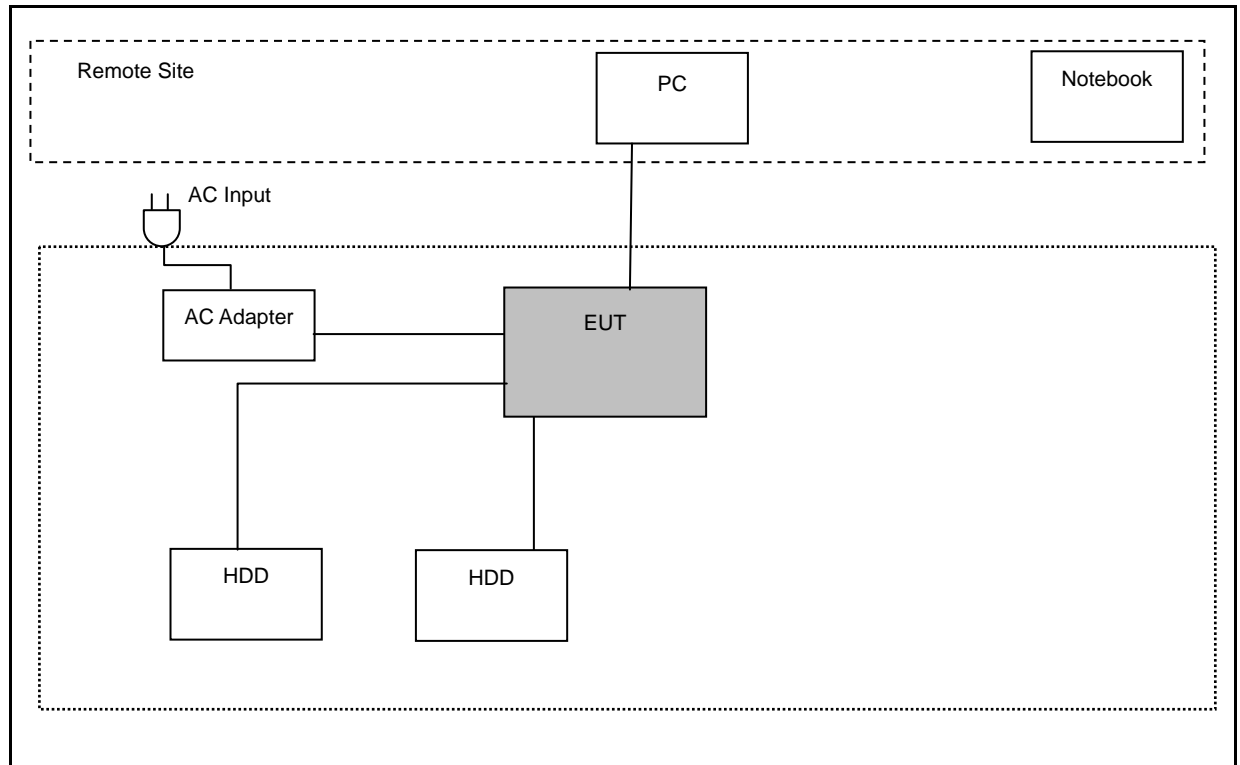 Remote Site
PC
Notebook
AC Input
AC Adapter
EUT
HDD
HDD